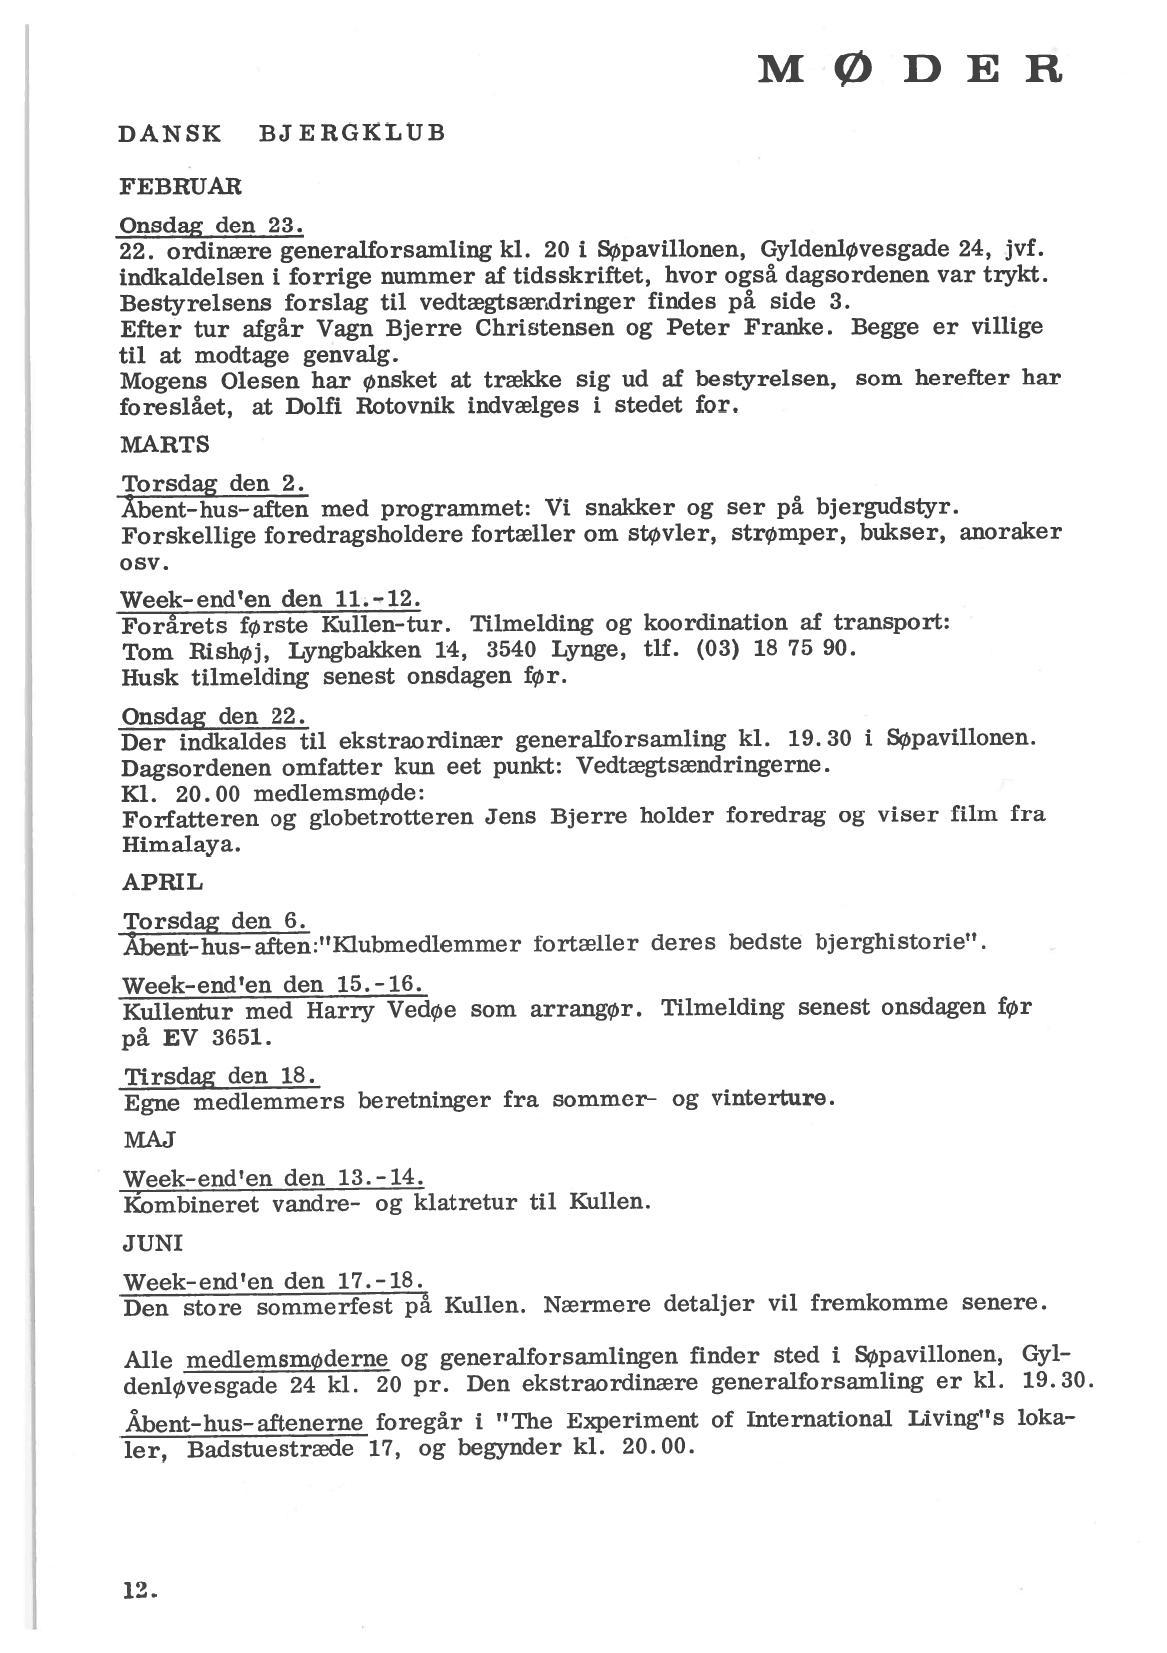 MØDER
DANSK BJERGKLUB
FEBRUAR
Onsdag den 23.
22. ordinære generalforsamling kl. 20 i Søpavillonen, Gyldenløvesgade 24, jvf.
indkaldelsen i forrige nummer af tidsskriftet, hvor også dagsordenen var trykt.
Bestyrelsens forslag til vedtægtsændringer findes på side 3.
Efter tur afgår Vagn Bjerre Christensen og Peter Franke. Begge er villige
til at modtage genvalg.
Mogens Olesen har ønsket at trække sig ud af bestyrelsen, som herefter har
foreslået, at Dolfi Rotovnik indvælges i stedet for.
MARTS
Torsdag den 2.
Åbent-hus-aften med programmet: Vi snakker og ser på bjergudstyr.
Forskellige foredragsholdere fortæller om støvler, strømper, bukser, anoraker
osv.
Week-end'en den 11.-12.
Forårets første Kullen-tur. Tilmelding og koordination af transport:
Tom Rishøj, Lyngbakken 14, 3540 Lynge, tlf. (03) 18 75 90.
Husk tilmelding senest onsdagen før.
Onsdag den 22.
Der indkaldes til ekstraordinær generalforsamling kl. 19.30 i Søpavillonen.
Dagsordenen omfatter kun eet punkt: Vedtægtsændringerne.
Kl. 20.00 medlemsmøde:
Forfatteren og globetrotteren Jens Bjerre holder foredrag og viser film fra
Himalaya.
APRIL
Torsdag den 6.
Åbent-hus-aften:"Klubmedlemmer fortæller deres bedste bjerghistorie".
Week-end'en den 15.-16.
Kullentur med Harry Vedøe som arrangør. Tilmelding senest onsdagen før
på EV 3651.
Tirsdag den 18.
Egne medlemmers beretninger fra sommer- og vinterture.
MAJ
Week-end'en den 13.-14.
Kombineret vandre- og klatretur til Kullen.
JUNI
Week-end'en den 17.-18.
Den store sommerfest på Kullen. Nærmere detaljer vil fremkomme senere.
Alle medlemsmøderne og generalforsamlingen finder sted i Søpavillonen, Gyl-
denløvesgade 24 kl. 20 pr. Den ekstraordinære generalforsamling er kl. 19.30.
Åbent-hus-aftenerne foregår i "The Experiment of International Living"s loka-
ler, Badstuestræde 17, og begynder kl. 20.00.
12.